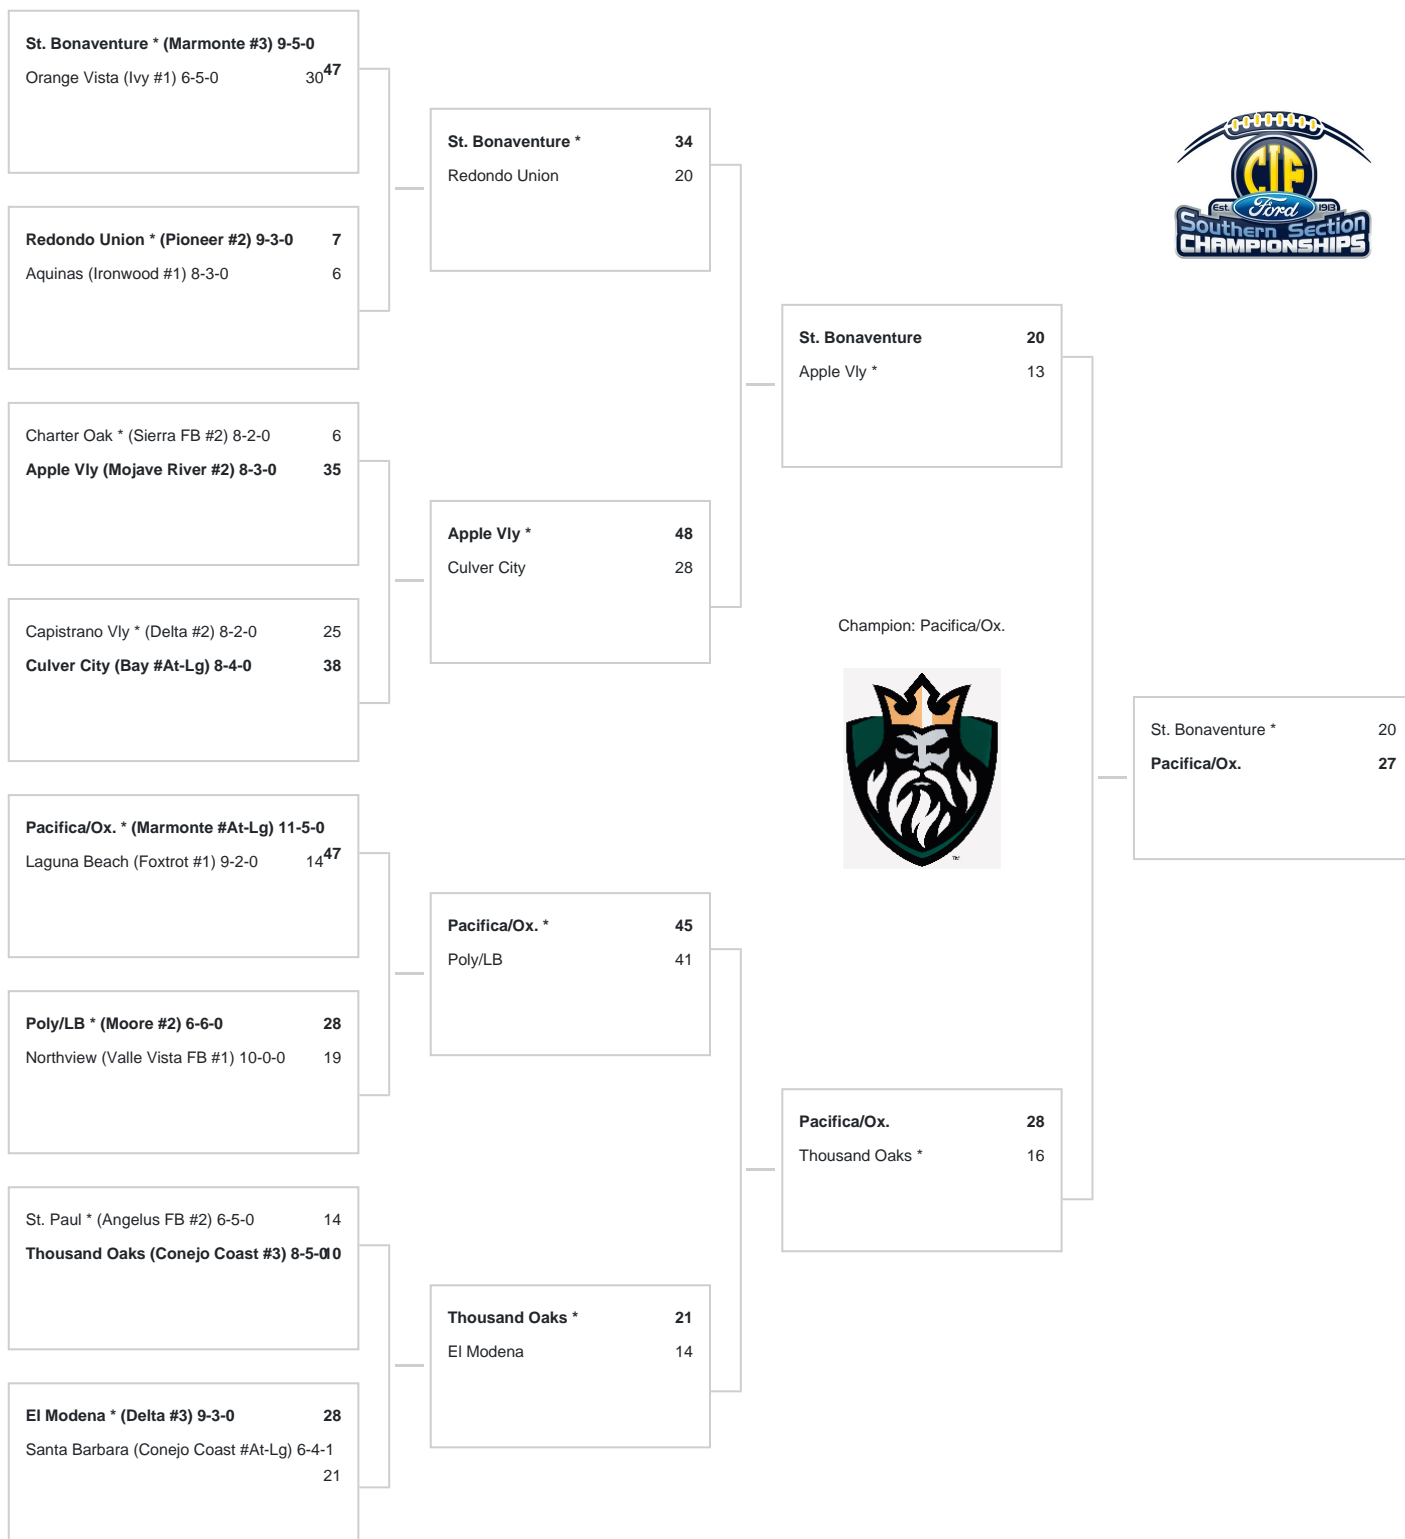 St. Bonaventure * (Marmonte #3) 9-5-0 47
Orange Vista (Ivy #1) 6-5-0 30
Redondo Union * (Pioneer #2) 9-3-0 7
Aquinas (Ironwood #1) 8-3-0 6
Charter Oak * (Sierra FB #2) 8-2-0 6
Apple Vly (Mojave River #2) 8-3-0 35
Capistrano Vly * (Delta #2) 8-2-0 25
Culver City (Bay #At-Lg) 8-4-0 38
Pacifica/Ox. * (Marmonte #At-Lg) 11-5-0 47
Laguna Beach (Foxtrot #1) 9-2-0 14
Poly/LB * (Moore #2) 6-6-0 28
Northview (Valle Vista FB #1) 10-0-0 19
St. Paul * (Angelus FB #2) 6-5-0 14
Thousand Oaks (Conejo Coast #3) 8-5-0
El Modena * (Delta #3) 9-3-0 28
Santa Barbara (Conejo Coast #At-Lg) 6-4-1
21
St. Bonaventure * 34
Redondo Union 20
Apple Vly * 48
Culver City 28
Pacifica/Ox. * 45
Poly/LB 41
Thousand Oaks * 21
El Modena 14
St. Bonaventure 20
Apple Vly * 13
Pacifica/Ox. 28
Thousand Oaks * 16
Champion: Pacifica/Ox.
St. Bonaventure * 20
Pacifica/Ox. 27
CIF
Est. Ford 1913
Southern Section
CHAMPIONSHIPS